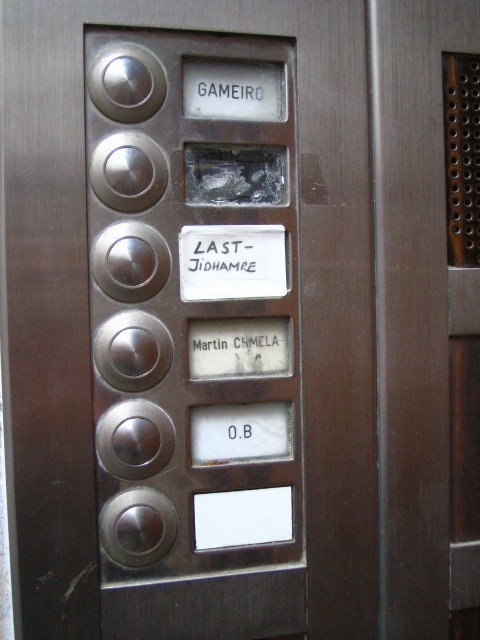 GAMEIRO
LAST-
JiDHAMRE
Martin CHMELA
O.B